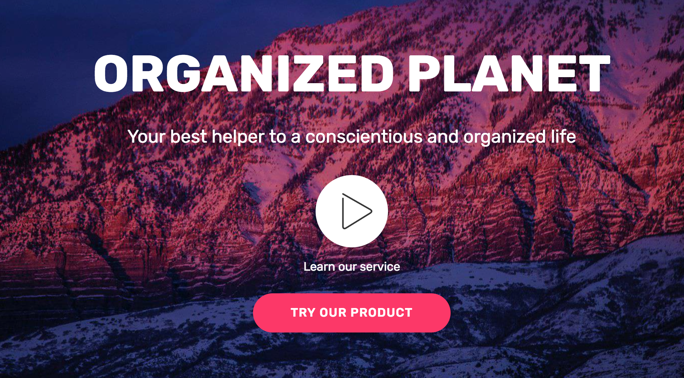 ORGANIZED PLANET
Your best helper to a conscientious and organized life
Learn our service
TRY OUR PRODUCT